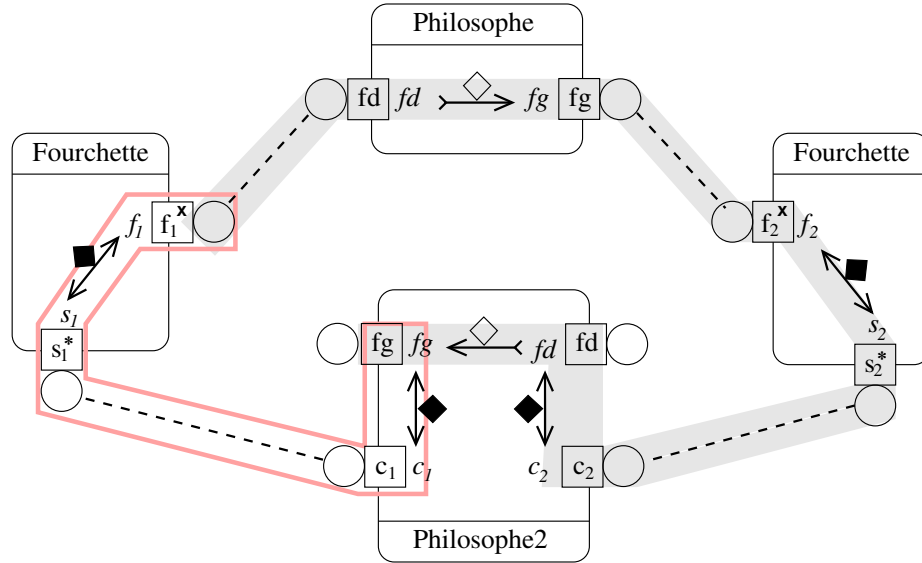 Philosophe
fd fd fg fg
Fourchette
Fourchette
f1x
f1
f2x
f2
s1
s1*
s2
s2*
fg fg fd fd
c1 c1 c2 c2
Philosophe2